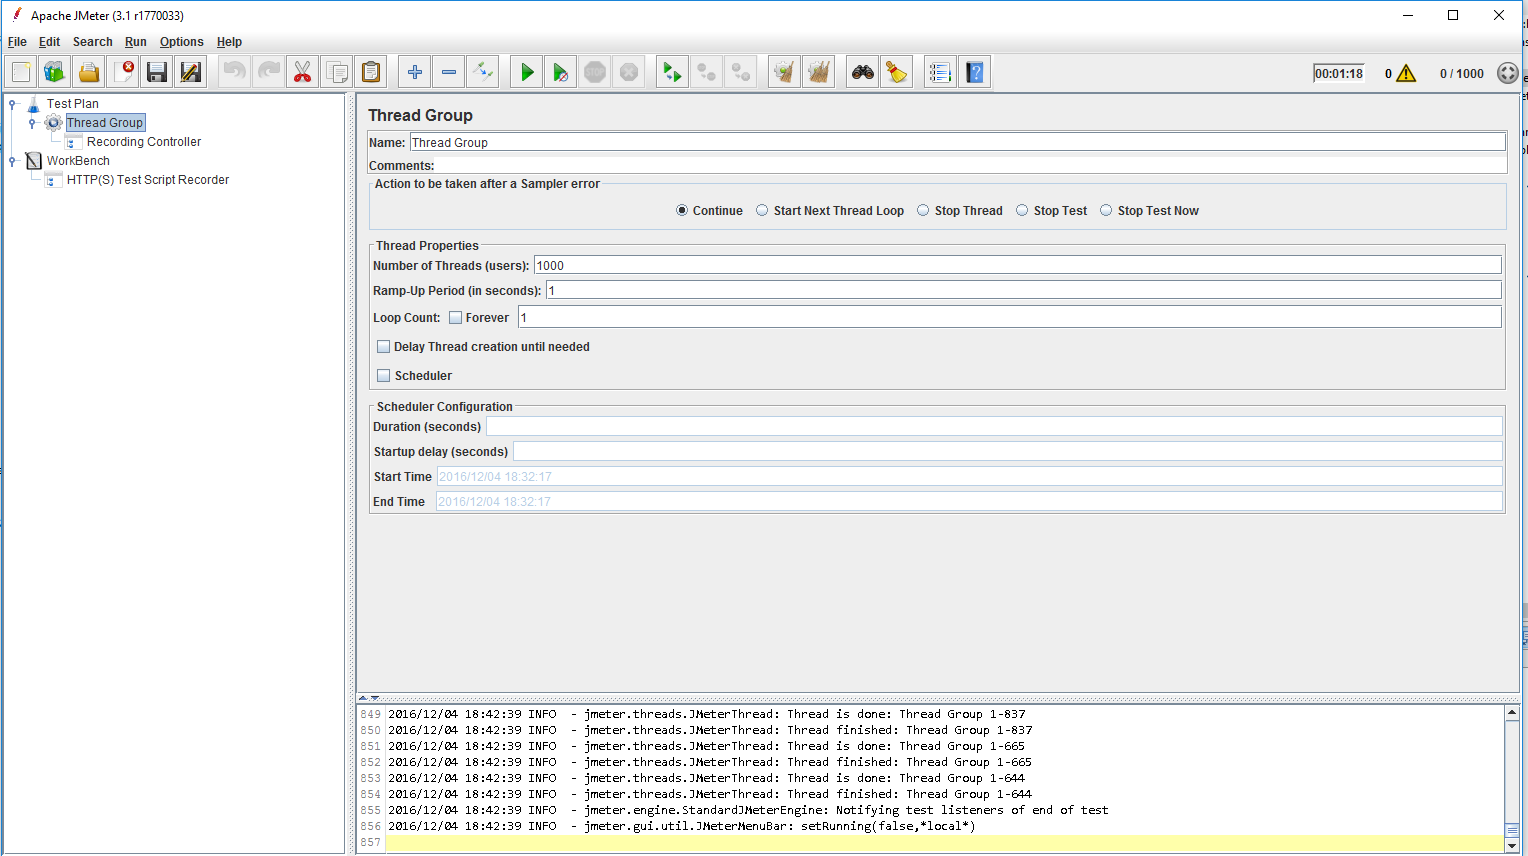 Apache JMeter (3.1 r1770033)
File Edit Search Run Options Help
00:01:18 0 0 / 1000
Test Plan
Thread Group
Recording Controller
WorkBench
HTTP(S) Test Script Recorder
Thread Group
Name: Thread Group
Comments:
Action to be taken after a Sampler error
Continue Start Next Thread Loop Stop Thread Stop Test Stop Test Now
Thread Properties
Number of Threads (users): 1000
Ramp-Up Period (in seconds): 1
Loop Count: Forever 1
Delay Thread creation until needed
Scheduler
Scheduler Configuration
Duration (seconds)
Startup delay (seconds)
Start Time 2016/12/04 18:32:17
End Time 2016/12/04 18:32:17
849 2016/12/04 18:42:39 INFO - jmeter.threads.JMeterThread: Thread is done: Thread Group 1-837
850 2016/12/04 18:42:39 INFO - jmeter.threads.JMeterThread: Thread finished: Thread Group 1-837
851 2016/12/04 18:42:39 INFO - jmeter.threads.JMeterThread: Thread is done: Thread Group 1-665
852 2016/12/04 18:42:39 INFO - jmeter.threads.JMeterThread: Thread finished: Thread Group 1-665
853 2016/12/04 18:42:39 INFO - jmeter.threads.JMeterThread: Thread is done: Thread Group 1-644
854 2016/12/04 18:42:39 INFO - jmeter.threads.JMeterThread: Thread finished: Thread Group 1-644
855 2016/12/04 18:42:39 INFO - jmeter.engine.StandardJMeterEngine: Notifying test listeners of end of test
856 2016/12/04 18:42:39 INFO - jmeter.gui.util.JMeterMenuBar: setRunning(false,*local*)
857